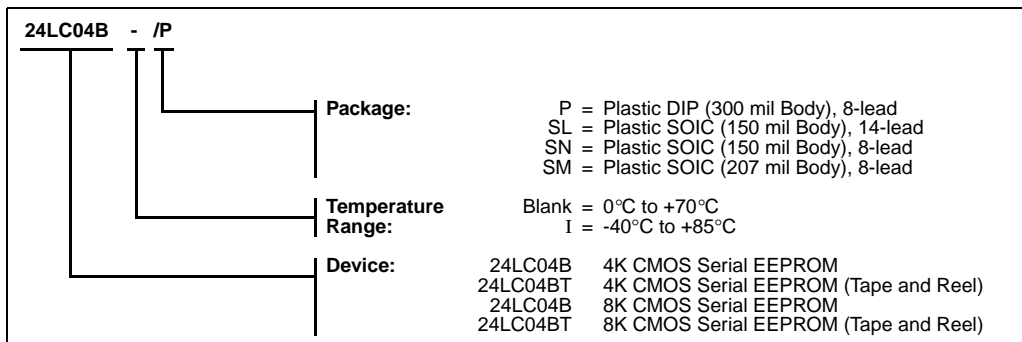 24LC04B - /P
Package: P = Plastic DIP (300 mil Body), 8-lead
SL = Plastic SOIC (150 mil Body), 14-lead
SN = Plastic SOIC (150 mil Body), 8-lead
SM = Plastic SOIC (207 mil Body), 8-lead
Temperature Blank = 0°C to +70°C
Range: I = -40°C to +85°C
Device: 24LC04B 4K CMOS Serial EEPROM
24LC04BT 4K CMOS Serial EEPROM (Tape and Reel)
24LC04B 8K CMOS Serial EEPROM
24LC04BT 8K CMOS Serial EEPROM (Tape and Reel)